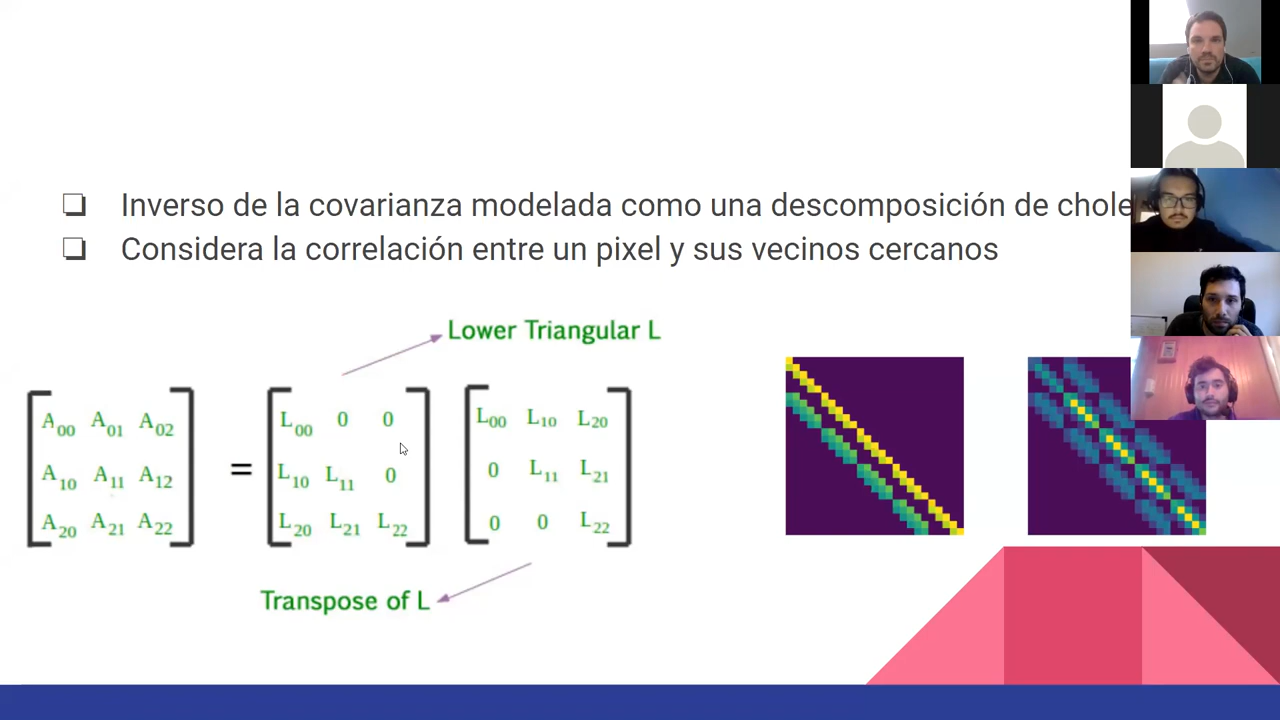 ❏ Inverso de la covarianza modelada como una descomposición de chole
❏ Considera la correlación entre un pixel y sus vecinos cercanos
Lower Triangular L
A00 A01 A02
A10 A11 A12
A20 A21 A22
=
L00 0 0
L10 L11 0
L20 L21 L22
L00 L10 L20
0 L11 L21
0 0 L22
Transpose of L